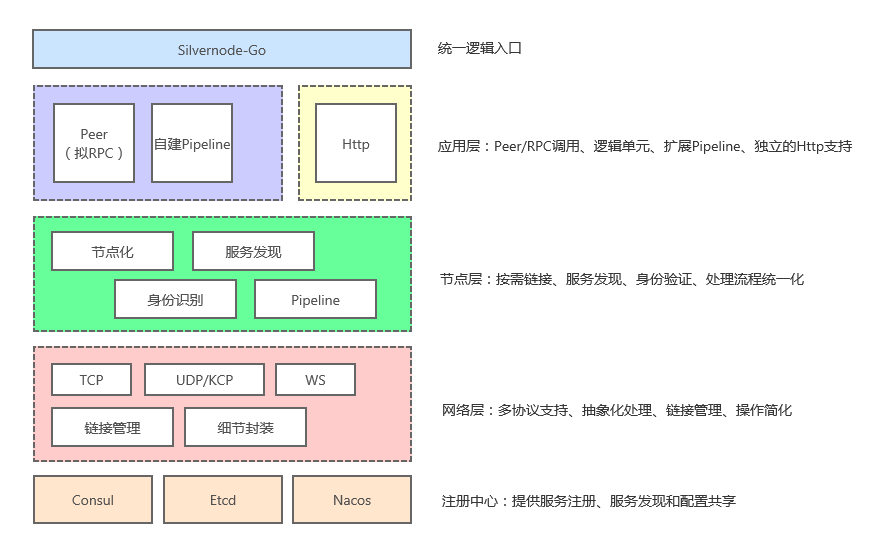 Silvernode-Go
统一逻辑入口
Peer
（拟RPC）
自建Pipeline
Http
应用层：Peer/RPC调用、逻辑单元、扩展Pipeline、独立的Http支持
节点化
服务发现
身份识别
Pipeline
节点层：按需链接、服务发现、身份验证、处理流程统一化
TCP
UDP/KCP
WS
链接管理
细节封装
网络层：多协议支持、抽象化处理、链接管理、操作简化
Consul
Etcd
Nacos
注册中心：提供服务注册、服务发现和配置共享